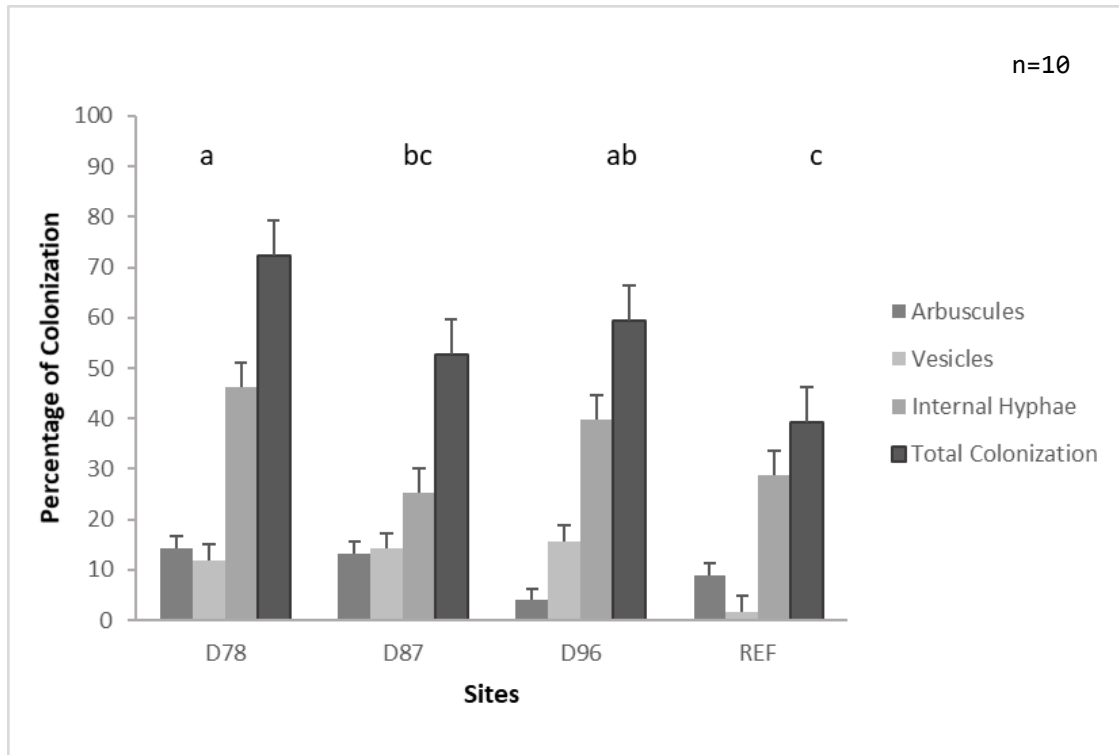 n=10
100
90
80
70
60
50
40
30
20
10
0
a bc ab c
Percentage of Colonization
Arbuscules
Vesicles
Internal Hyphae
Total Colonization
D78 D87 D96 REF
Sites